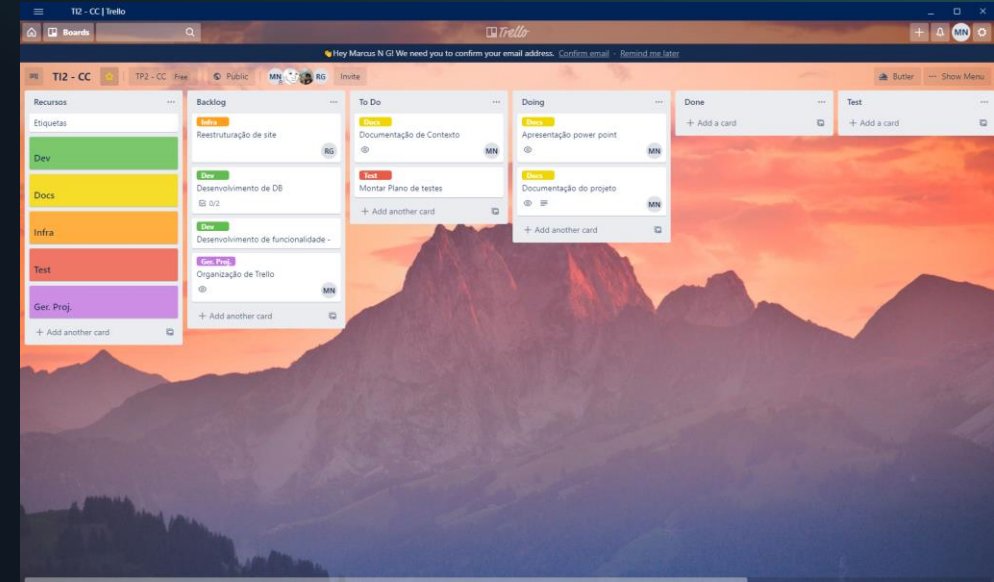 TI2 - CC | Trello
Boards
Trello
MN
Hey Marcus N G! We need you to confirm your email address. Confirm email - Remind me later
TI2 - CC
TP2 - CC Free
Public
MN
RG
Invite
Butler
Show Menu
Recursos
Etiquetas
Dev
Docs
Infra
Test
Ger. Proj.
+ Add another card
Backlog
Infra
Reestruturação de site
RG
Dev
Desenvolvimento de DB
0/2
Dev
Desenvolvimento de funcionalidade -
Ger. Proj.
Organização de Trello
MN
+ Add another card
To Do
Docs
Documentação de Contexto
MN
Test
Montar Plano de testes
+ Add another card
Doing
Docs
Apresentação power point
MN
Docs
Documentação do projeto
MN
+ Add another card
Done
+ Add a card
Test
+ Add a card